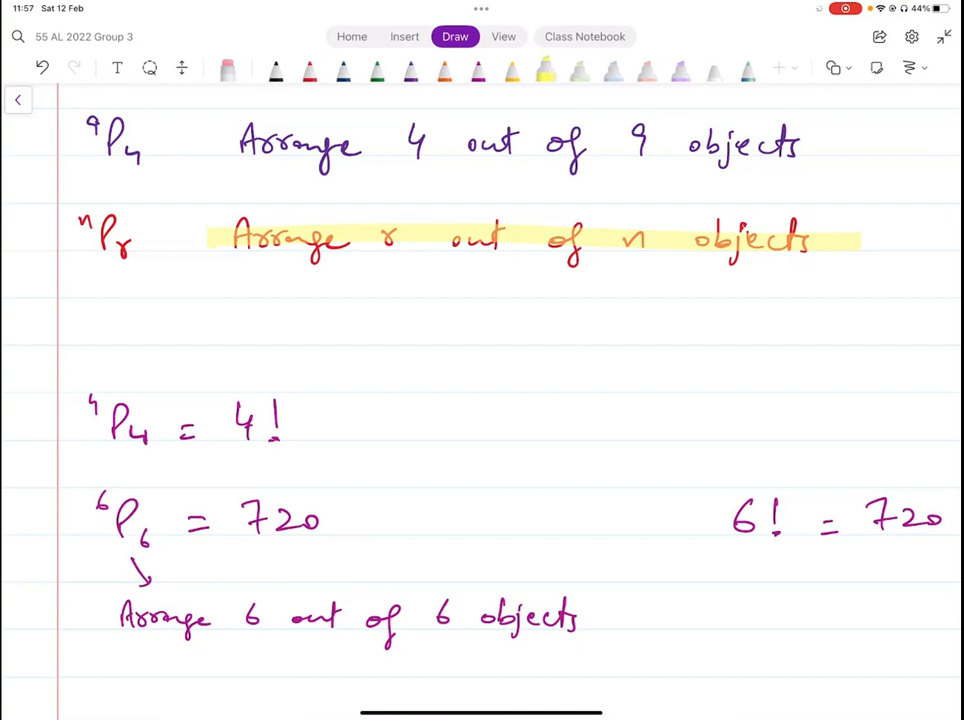 11:57 Sat 12 Feb 44%
55 AL 2022 Group 3 Home Insert Draw View Class Notebook
⁹P₄ Arrange 4 out of 9 objects
ⁿPᵣ Arrange r out of n objects
⁴P₄ = 4!
⁶P₆ = 720 6! = 720
Arrange 6 out of 6 objects